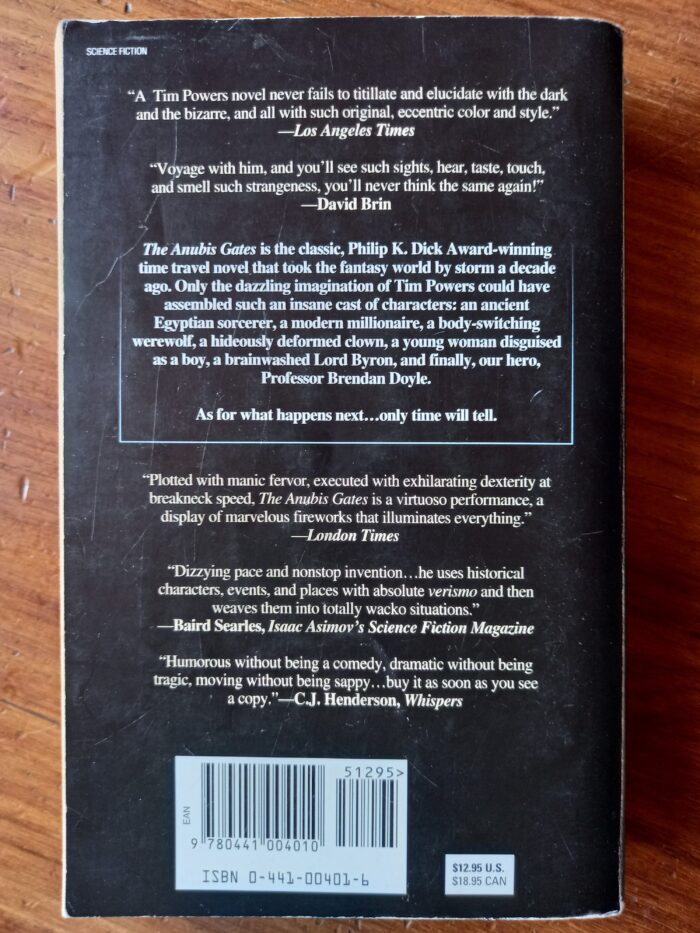 SCIENCE FICTION
“A Tim Powers novel never fails to titillate and elucidate with the dark
and the bizarre, and all with such original, eccentric color and style.”
—Los Angeles Times
“Voyage with him, and you’ll see such sights, hear, taste, touch,
and smell such strangeness, you’ll never think the same again!”
—David Brin
The Anubis Gates is the classic, Philip K. Dick Award-winning
time travel novel that took the fantasy world by storm a decade
ago. Only the dazzling imagination of Tim Powers could have
assembled such an insane cast of characters: an ancient
Egyptian sorcerer, a modern millionaire, a body-switching
werewolf, a hideously deformed clown, a young woman disguised
as a boy, a brainwashed Lord Byron, and finally, our hero,
Professor Brendan Doyle.
As for what happens next…only time will tell.
“Plotted with manic fervor, executed with exhilarating dexterity at
breakneck speed, The Anubis Gates is a virtuoso performance, a
display of marvelous fireworks that illuminates everything.”
—London Times
“Dizzying pace and nonstop invention…he uses historical
characters, events, and places with absolute verismo and then
weaves them into totally wacko situations.”
—Baird Searles, Isaac Asimov’s Science Fiction Magazine
“Humorous without being a comedy, dramatic without being
tragic, moving without being sappy…buy it as soon as you see
a copy.”—C.J. Henderson, Whispers
51295>
EAN
9 780441 004010
ISBN 0-441-00401-6
$12.95 U.S.
$18.95 CAN